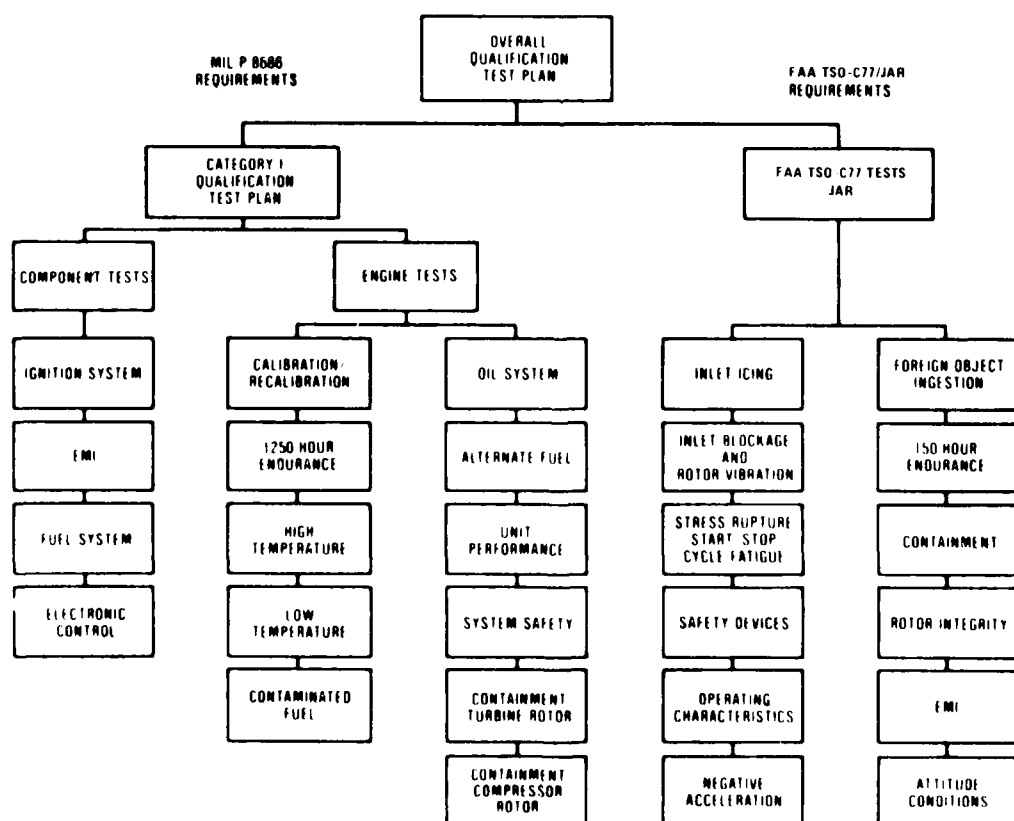 OVERALL
QUALIFICATION
TEST PLAN
MIL P 8686
REQUIREMENTS
FAA TSO-C77/JAR
REQUIREMENTS
CATEGORY I
QUALIFICATION
TEST PLAN
FAA TSO-C77 TESTS
JAR
COMPONENT TESTS
ENGINE TESTS
IGNITION SYSTEM
EMI
FUEL SYSTEM
ELECTRONIC
CONTROL
CALIBRATION/
RECALIBRATION
1250 HOUR
ENDURANCE
HIGH
TEMPERATURE
LOW
TEMPERATURE
CONTAMINATED
FUEL
OIL SYSTEM
ALTERNATE FUEL
UNIT
PERFORMANCE
SYSTEM SAFETY
CONTAINMENT
TURBINE ROTOR
CONTAINMENT
COMPRESSOR
ROTOR
INLET ICING
INLET BLOCKAGE
AND
ROTOR VIBRATION
STRESS RUPTURE
START STOP
CYCLE FATIGUE
SAFETY DEVICES
OPERATING
CHARACTERISTICS
NEGATIVE
ACCELERATION
FOREIGN OBJECT
INGESTION
150 HOUR
ENDURANCE
CONTAINMENT
ROTOR INTEGRITY
EMI
ATTITUDE
CONDITIONS